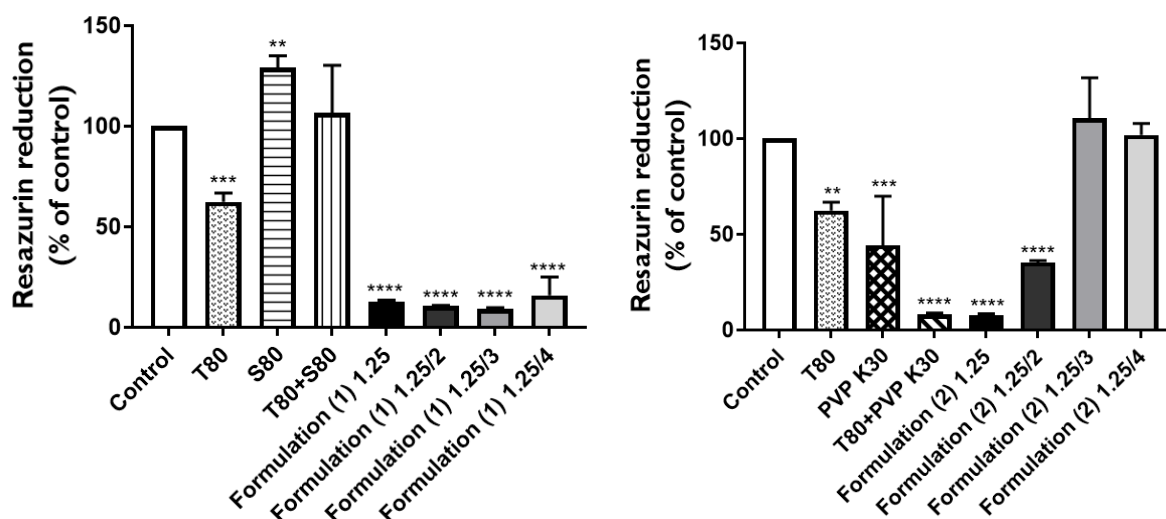 Resazurin reduction
(% of control)
150
100
50
0
**
***
****
****
****
****
Control
T80
S80
T80+S80
Formulation (1) 1.25
Formulation (1) 1.25/2
Formulation (1) 1.25/3
Formulation (1) 1.25/4
Resazurin reduction
(% of control)
150
100
50
0
**
***
****
****
****
Control
T80
PVP K30
T80+PVP K30
Formulation (2) 1.25
Formulation (2) 1.25/2
Formulation (2) 1.25/3
Formulation (2) 1.25/4